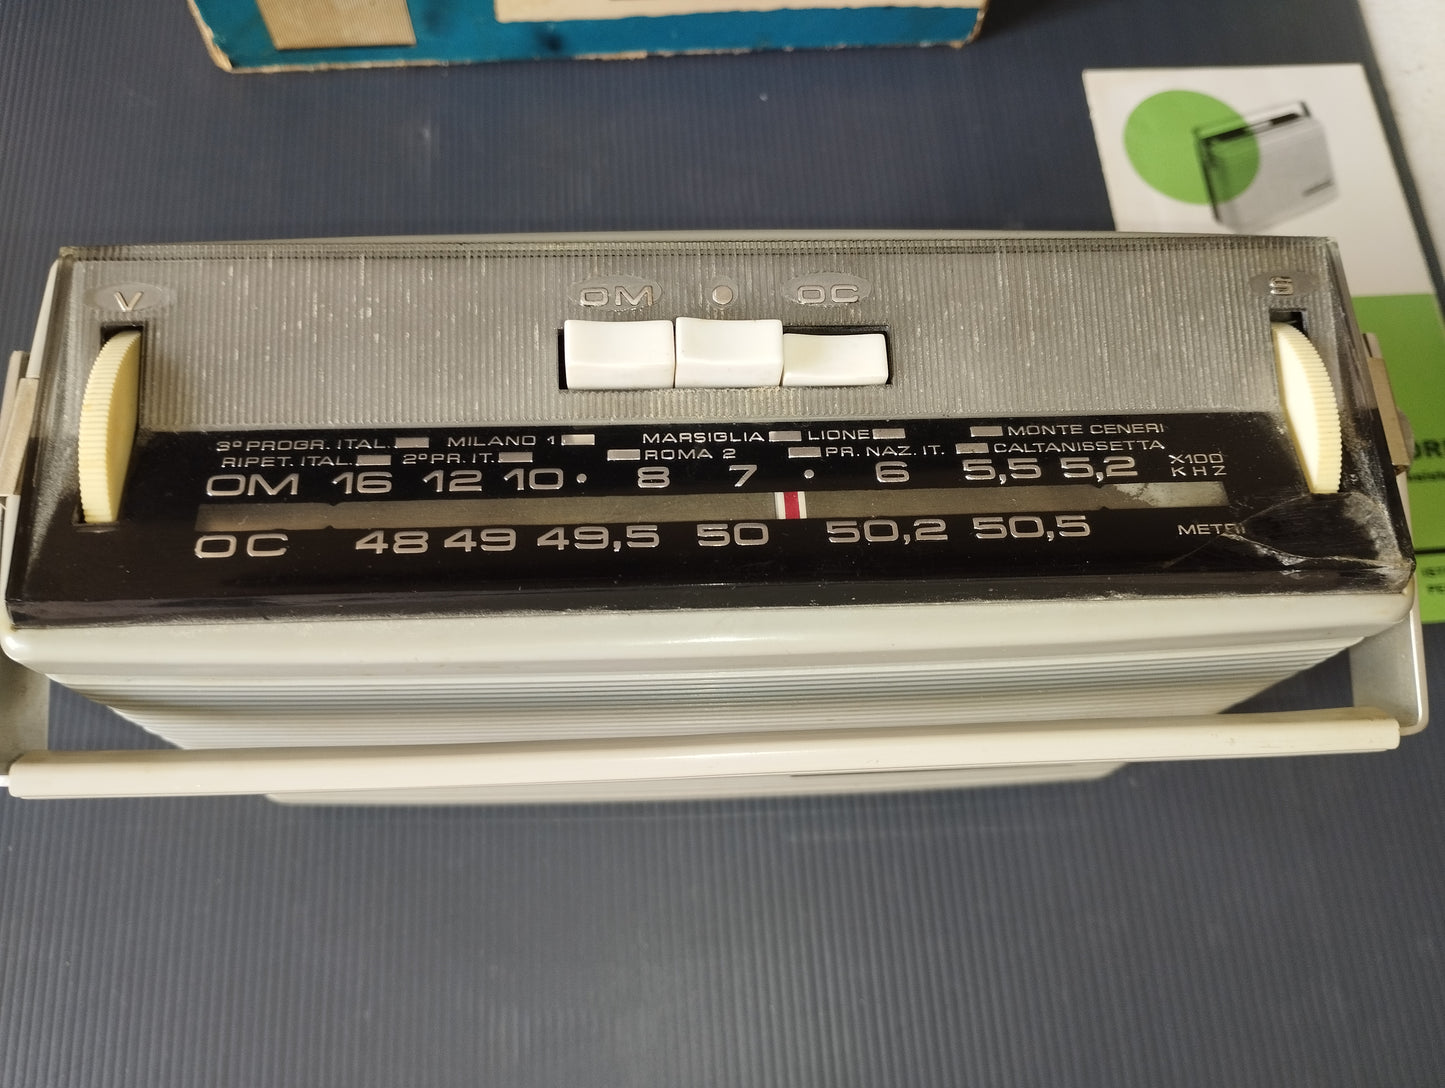 V OM OC S
3º PROGR. ITAL. MILANO 1 MARSIGLIA LIONE MONTE CENERI
RIPET. ITAL. 2º PR. IT. ROMA 2 PR. NAZ. IT. CALTANISSETTA
OM 16 12 10 • 8 7 • 6 5,5 5,2 X100
KHZ
OC 48 49 49,5 50 50,2 50,5 METRI